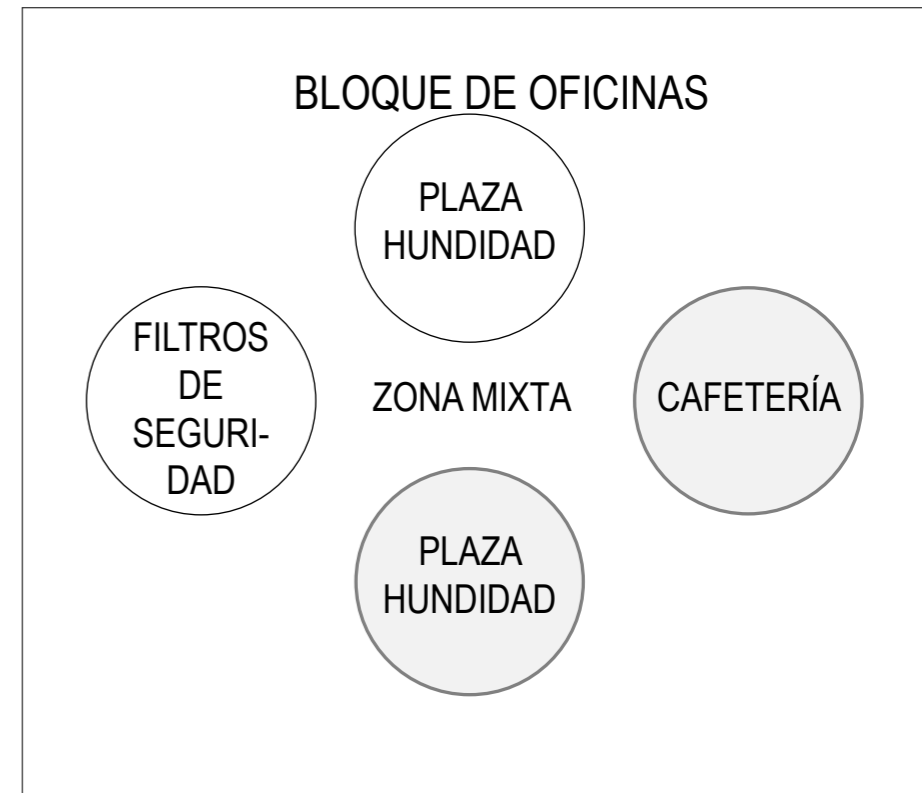 BLOQUE DE OFICINAS
PLAZA
HUNDIDAD
FILTROS
DE
SEGURI-
DAD
ZONA MIXTA
CAFETERÍA
PLAZA
HUNDIDAD